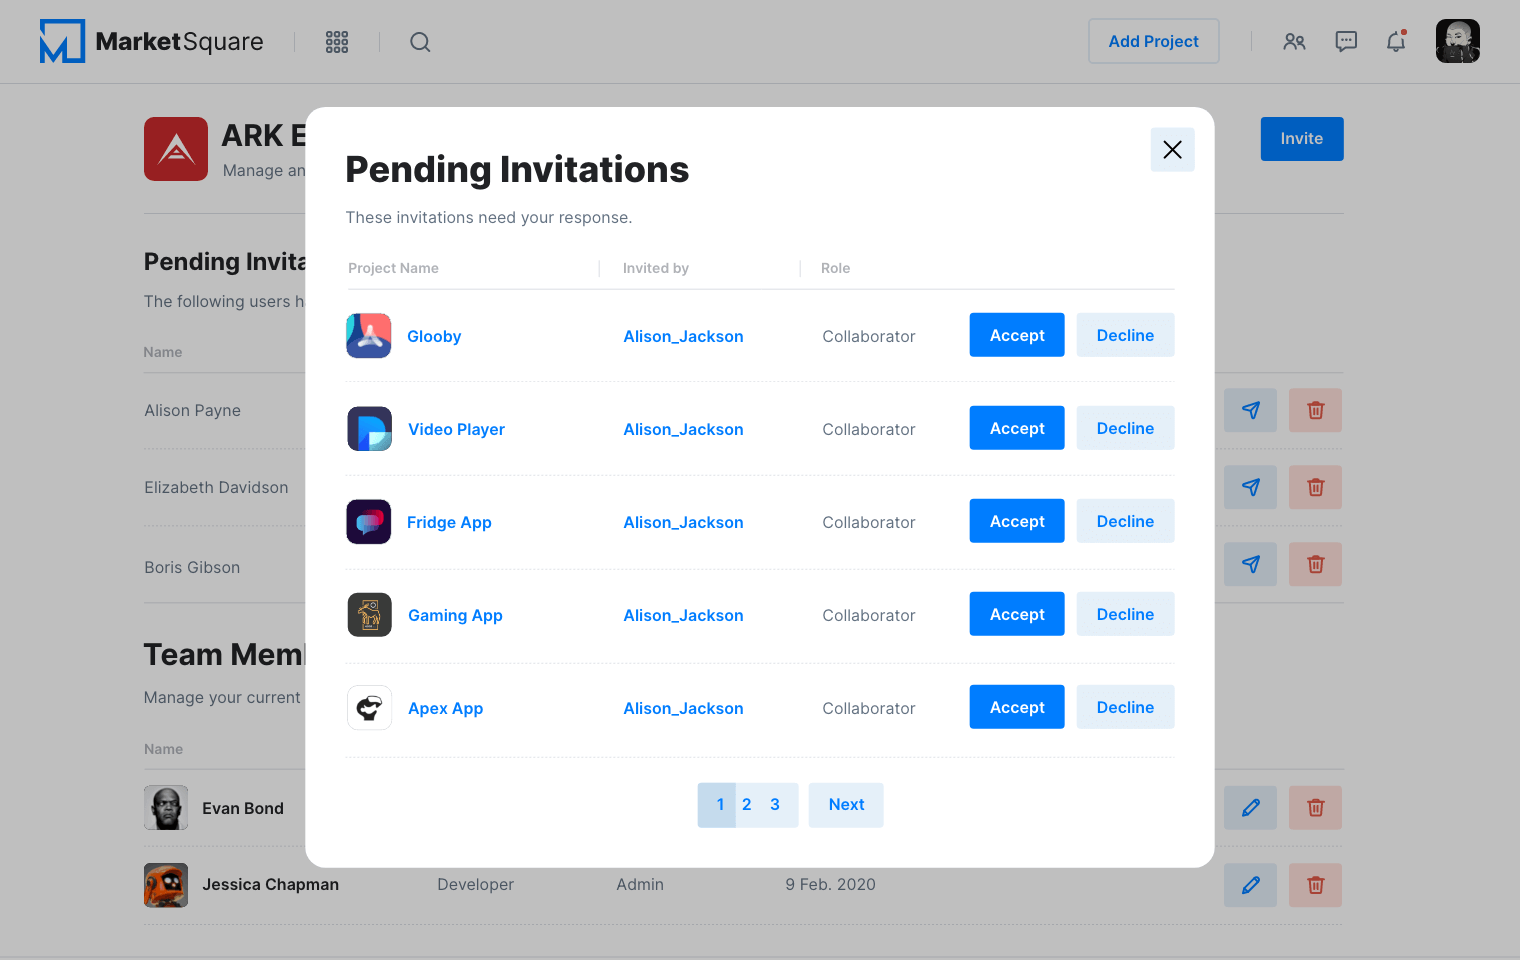 MarketSquare
Add Project
ARK E
Manage an
Invite
Pending Invita
The following users h
Name
Alison Payne
Elizabeth Davidson
Boris Gibson
Team Mem
Manage your current
Name
Evan Bond
Jessica Chapman Developer Admin 9 Feb. 2020
Pending Invitations
These invitations need your response.
Project Name Invited by Role
Glooby Alison_Jackson Collaborator Accept Decline
Video Player Alison_Jackson Collaborator Accept Decline
Fridge App Alison_Jackson Collaborator Accept Decline
Gaming App Alison_Jackson Collaborator Accept Decline
Apex App Alison_Jackson Collaborator Accept Decline
1 2 3 Next